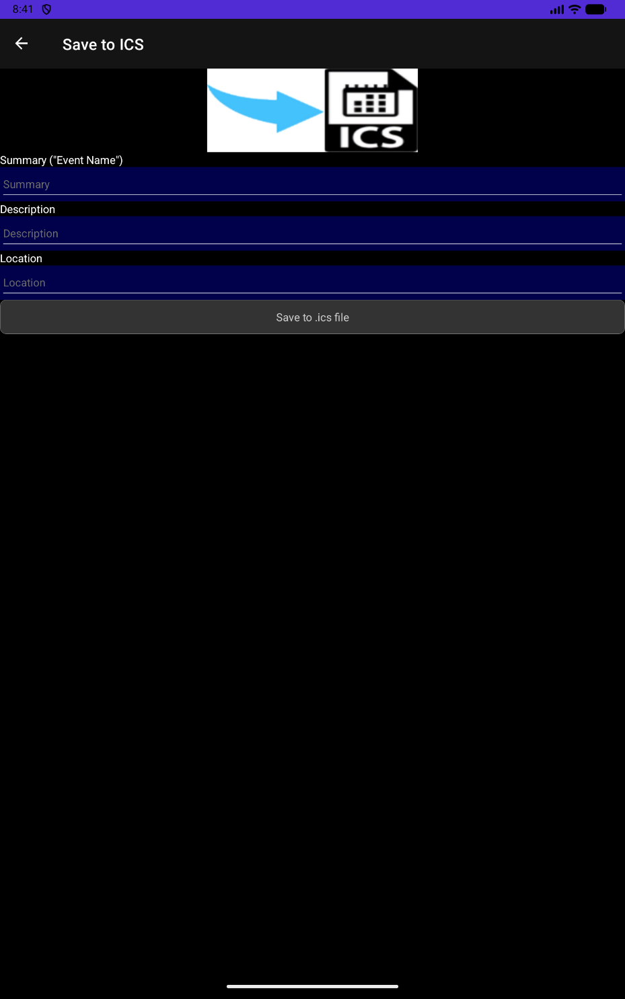 8:41
Save to ICS
ICS
Summary ("Event Name")
Summary
Description
Description
Location
Location
Save to .ics file